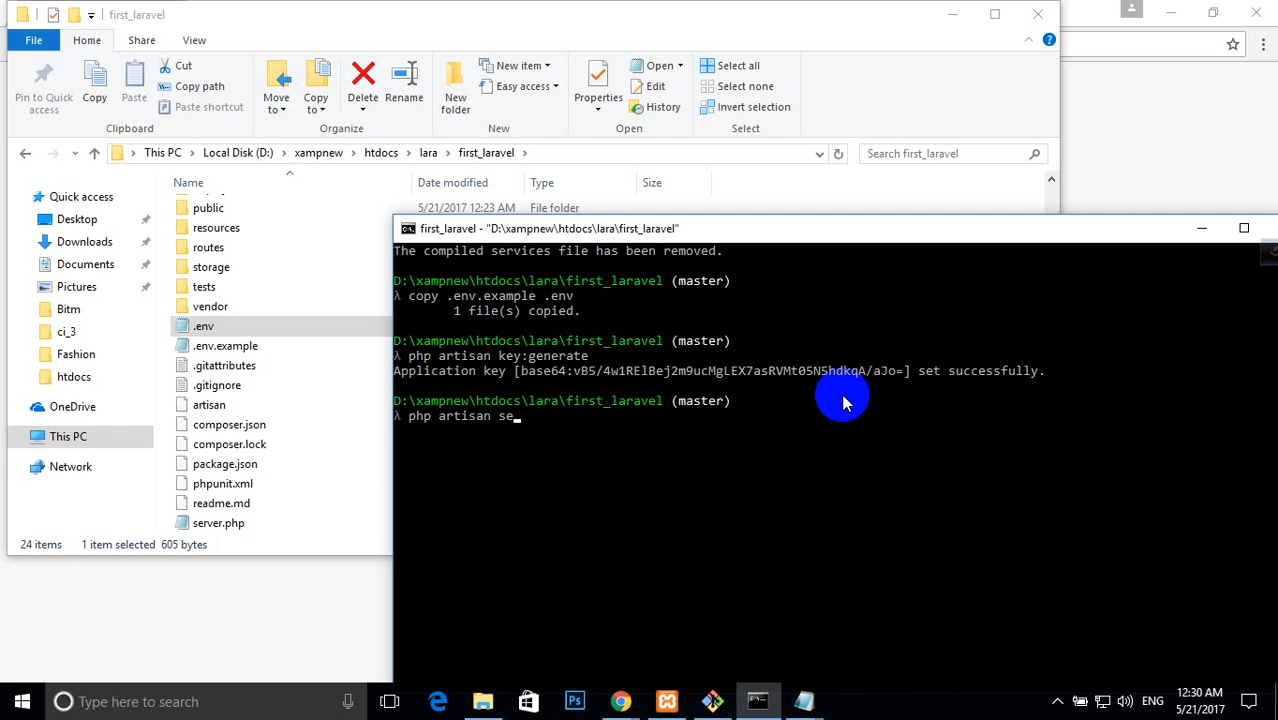 first_laravel
File Home Share View
Pin to Quick access
Copy
Paste
Cut
Copy path
Paste shortcut
Clipboard
Move to
Copy to
Delete
Rename
Organize
New folder
New item
Easy access
New
Properties
Open
Edit
History
Open
Select all
Select none
Invert selection
Select
This PC Local Disk (D:) xampnew htdocs lara first_laravel
Search first_laravel
Name Date modified Type Size
Quick access
Desktop
Downloads
Documents
Pictures
Bitm
ci_3
Fashion
htdocs
OneDrive
This PC
Network
public 5/21/2017 12:23 AM File folder
resources
routes
storage
tests
vendor
.env
.env.example
.gitattributes
.gitignore
artisan
composer.json
composer.lock
package.json
phpunit.xml
readme.md
server.php
24 items 1 item selected 605 bytes
first_laravel - "D:\xampnew\htdocs\lara\first_laravel"
The compiled services file has been removed.
D:\xampnew\htdocs\lara\first_laravel (master)
λ copy .env.example .env
1 file(s) copied.
D:\xampnew\htdocs\lara\first_laravel (master)
λ php artisan key:generate
Application key [base64:vB5/4w1RElBej2m9ucMgLEX7asRVMt05N5hdkqA/aJo=] set successfully.
D:\xampnew\htdocs\lara\first_laravel (master)
λ php artisan se
Type here to search
ENG
12:30 AM
5/21/2017